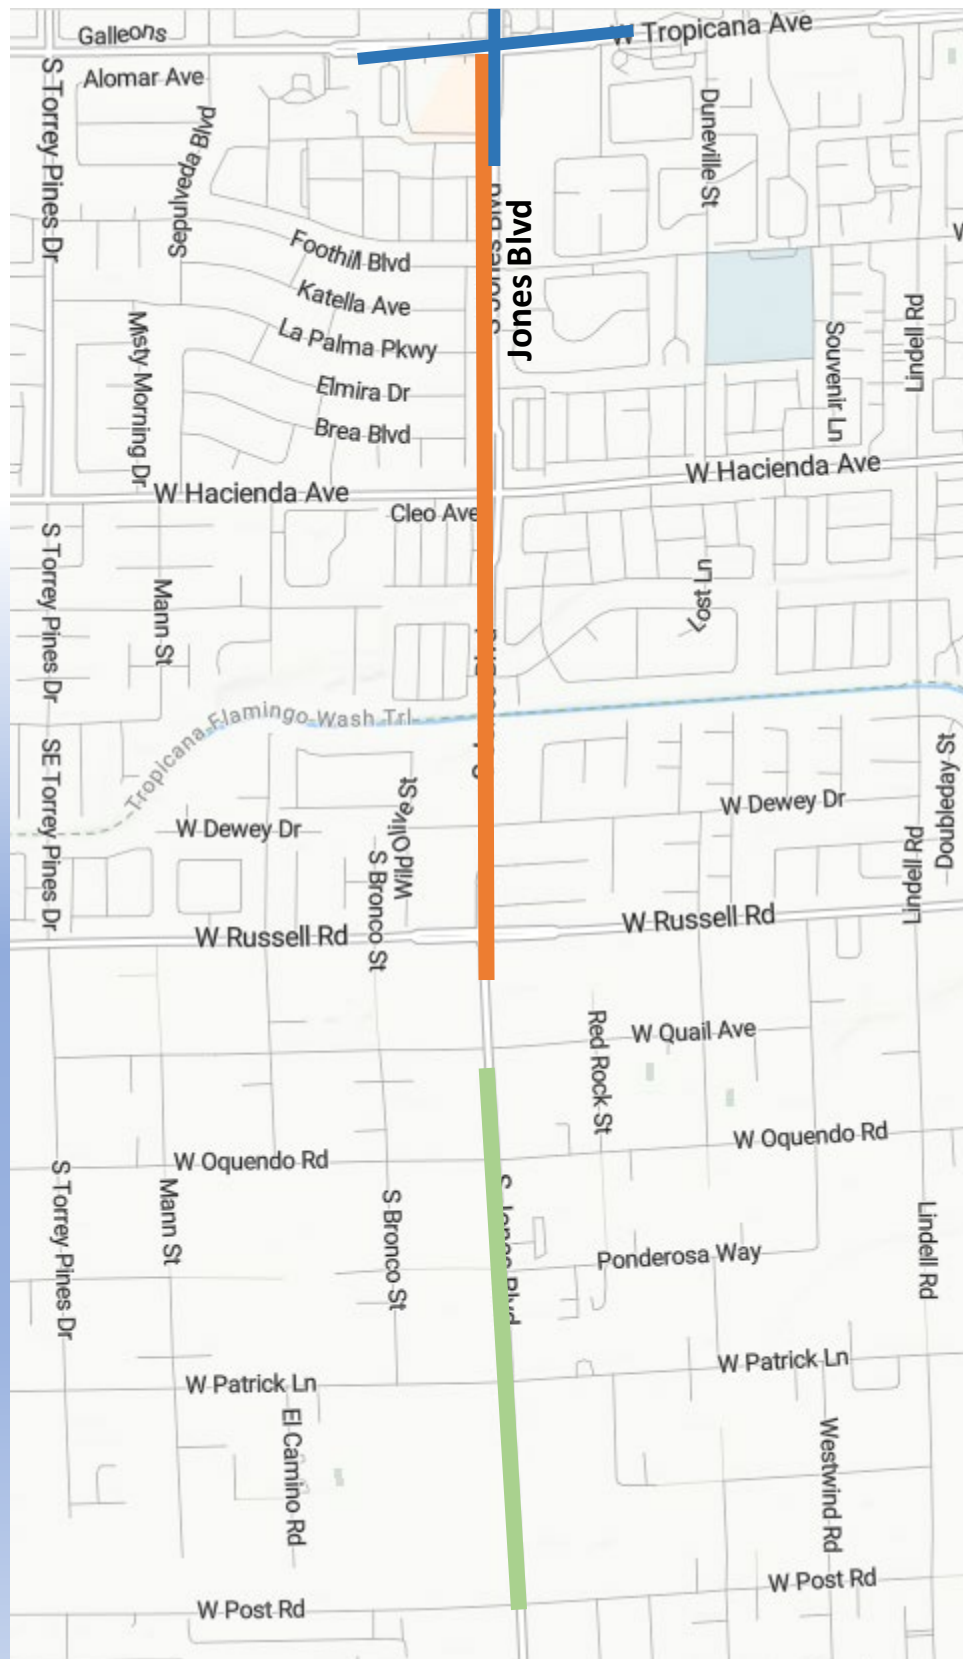 Galleons
W Tropicana Ave
Alomar Ave
S Torrey Pines Dr
Sepulveda Blvd
Duneville St
Jones Blvd
Foothill Blvd
Katella Ave
La Palma Pkwy
Misty Morning Dr
Souvenir Ln
Lindell Rd
Elmira Dr
Brea Blvd
W Hacienda Ave
W Hacienda Ave
Cleo Ave
S Torrey Pines Dr
Mann St
Lost Ln
Tropicana Flamingo Wash Trl
SE Torrey Pines Dr
Wild Olive St
W Dewey Dr
W Dewey Dr
Doubleday St
Lindell Rd
S Bronco St
W Russell Rd
W Russell Rd
Red Rock St
W Quail Ave
W Oquendo Rd
W Oquendo Rd
S Torrey Pines Dr
Mann St
S Bronco St
S Jones Blvd
Ponderosa Way
Lindell Rd
W Patrick Ln
W Patrick Ln
El Camino Rd
Westwind Rd
W Post Rd
W Post Rd